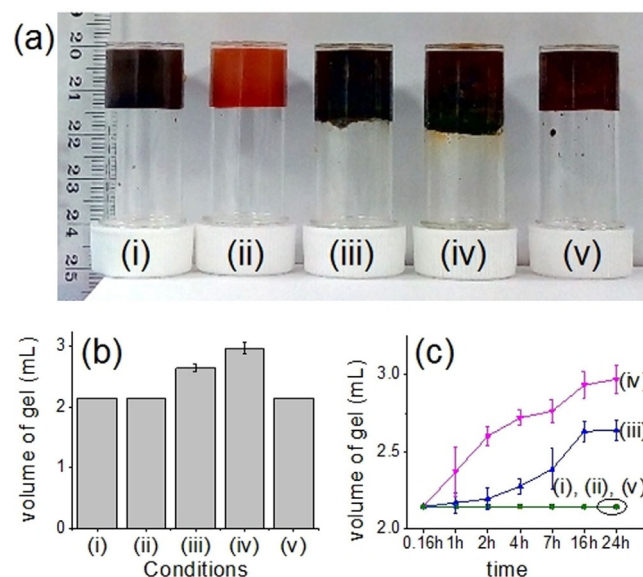 (a)
20
21
22
23
24
25
(i) (ii) (iii) (iv) (v)
(b)
volume of gel (mL)
3
2
1
0
(i) (ii) (iii) (iv) (v)
Conditions
(c)
volume of gel (mL)
3.0
2.5
2.0
(iv)
(iii)
(i), (ii), (v)
0.16h 1h 2h 4h 7h 16h 24h
time